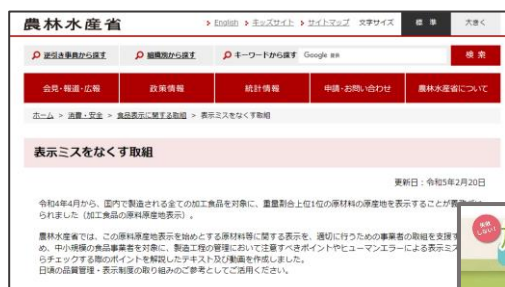 農林水産省
English キッズサイト サイトマップ 文字サイズ 標準 大きく
逆引き事典から探す 組織別から探す キーワードから探す Google 検索
会見・報道・広報 政策情報 統計情報 申請・お問い合わせ 農林水産省について
ホーム > 消費・安全 > 食品表示に関する取組 > 表示ミスをなくす取組
表示ミスをなくす取組
更新日：令和5年2月20日
令和4年4月から、国内で製造される全ての加工食品を対象に、重量割合上位1位の原材料の原産地を表示することが義務づけ
られました（加工食品の原料原産地表示）。
農林水産省では、この原料原産地表示を始めとする原材料等に関する表示を、適切に行うための事業者の取組を支援す
め、中小規模の食品事業者を対象に、製造工程の管理において注意すべきポイントやヒューマンエラーによる表示ミス
らチェックする際のポイントを解説したテキスト及び動画を作成しました。
日頃の品質管理・表示制度の取り組みのご参考としてご活用ください。
失敗
しない!